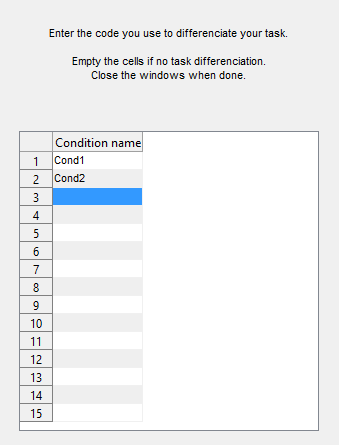 Enter the code you use to differenciate your task.
Empty the cells if no task differenciation.
Close the windows when done.
Condition name
1 Cond1
2 Cond2
3
4
5
6
7
8
9
10
11
12
13
14
15